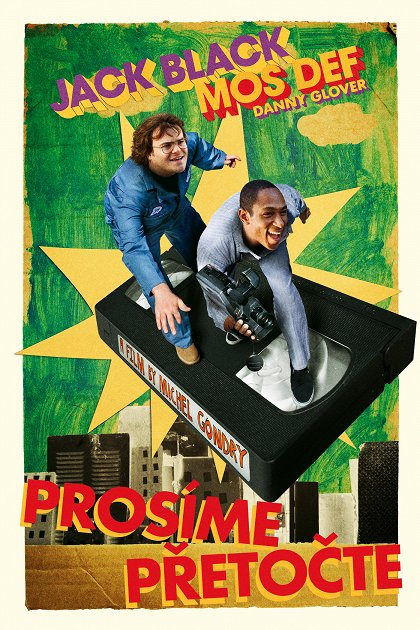 JACK BLACK
MOS DEF
DANNY GLOVER
A FILM BY MICHEL GONDRY
PROSÍME
PŘETOČTE